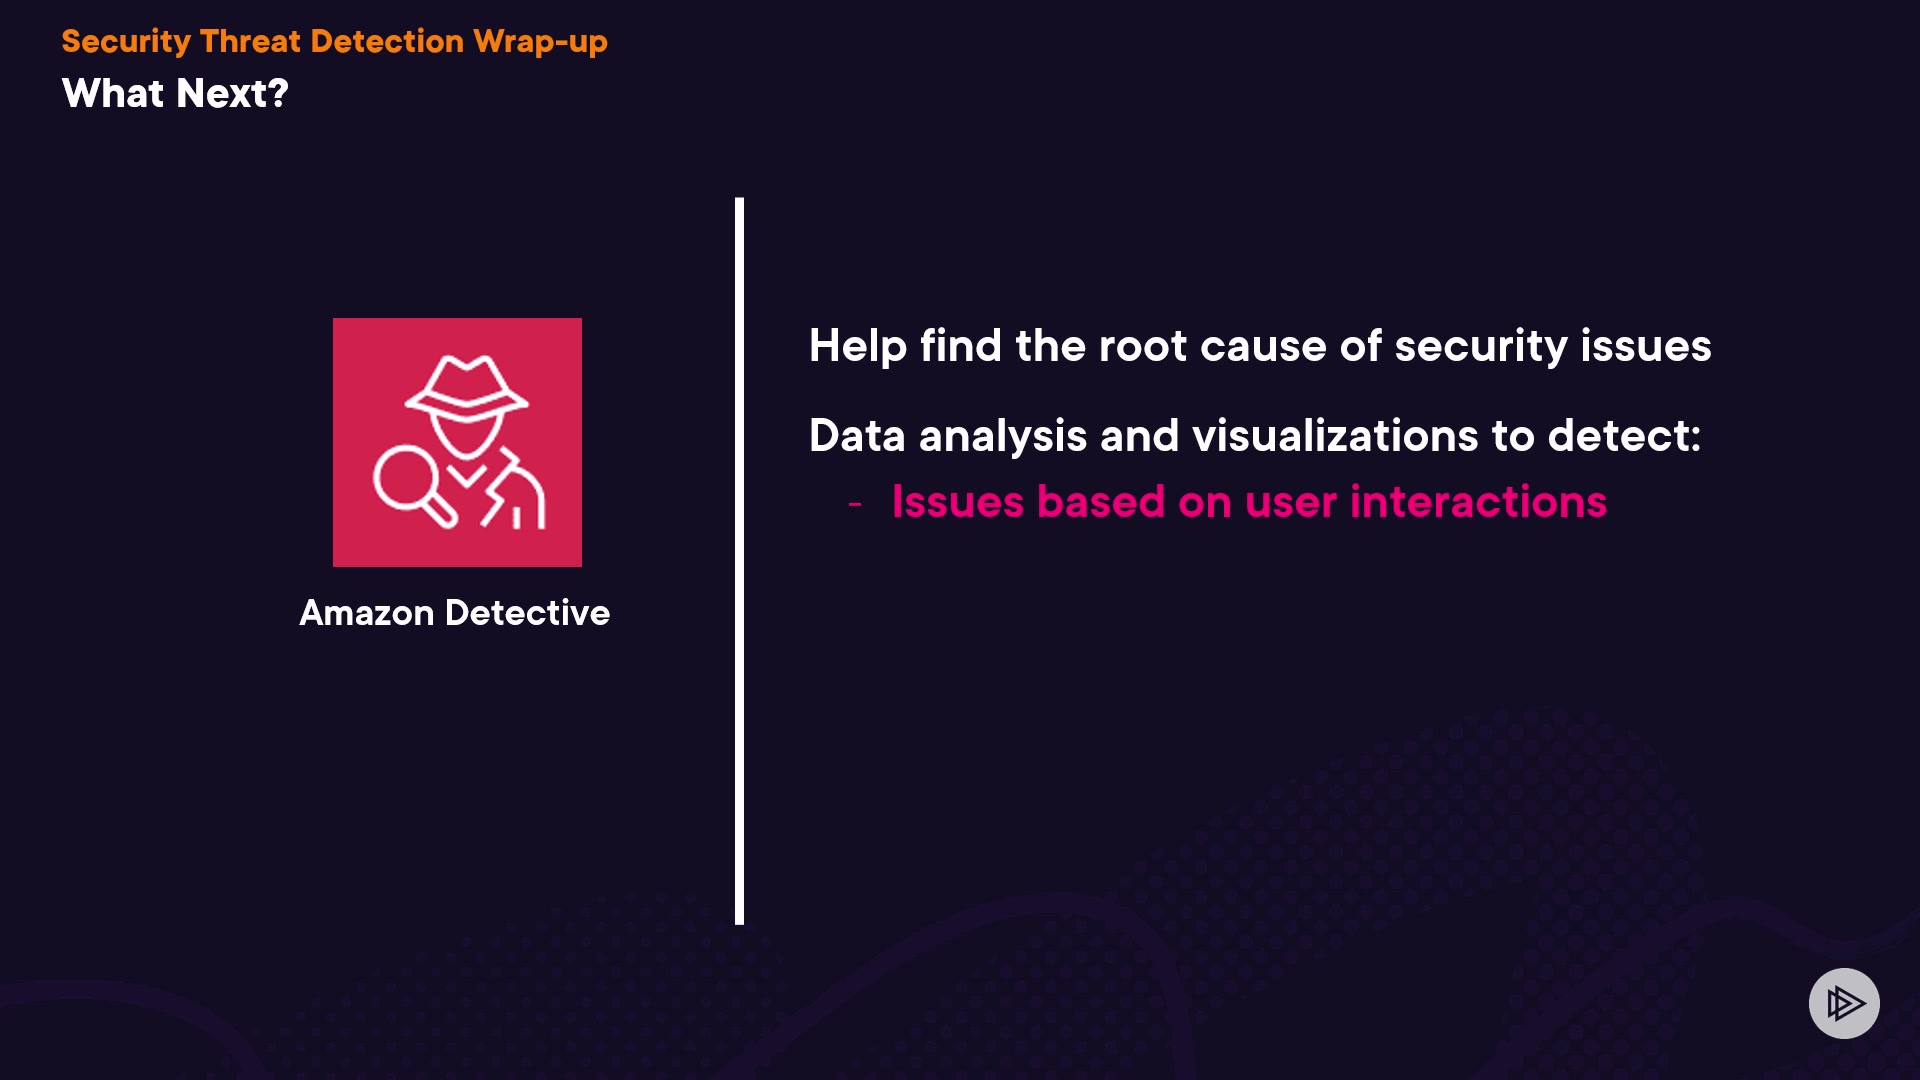 Security Threat Detection Wrap-up
What Next?
Amazon Detective
Help find the root cause of security issues
Data analysis and visualizations to detect:
- Issues based on user interactions